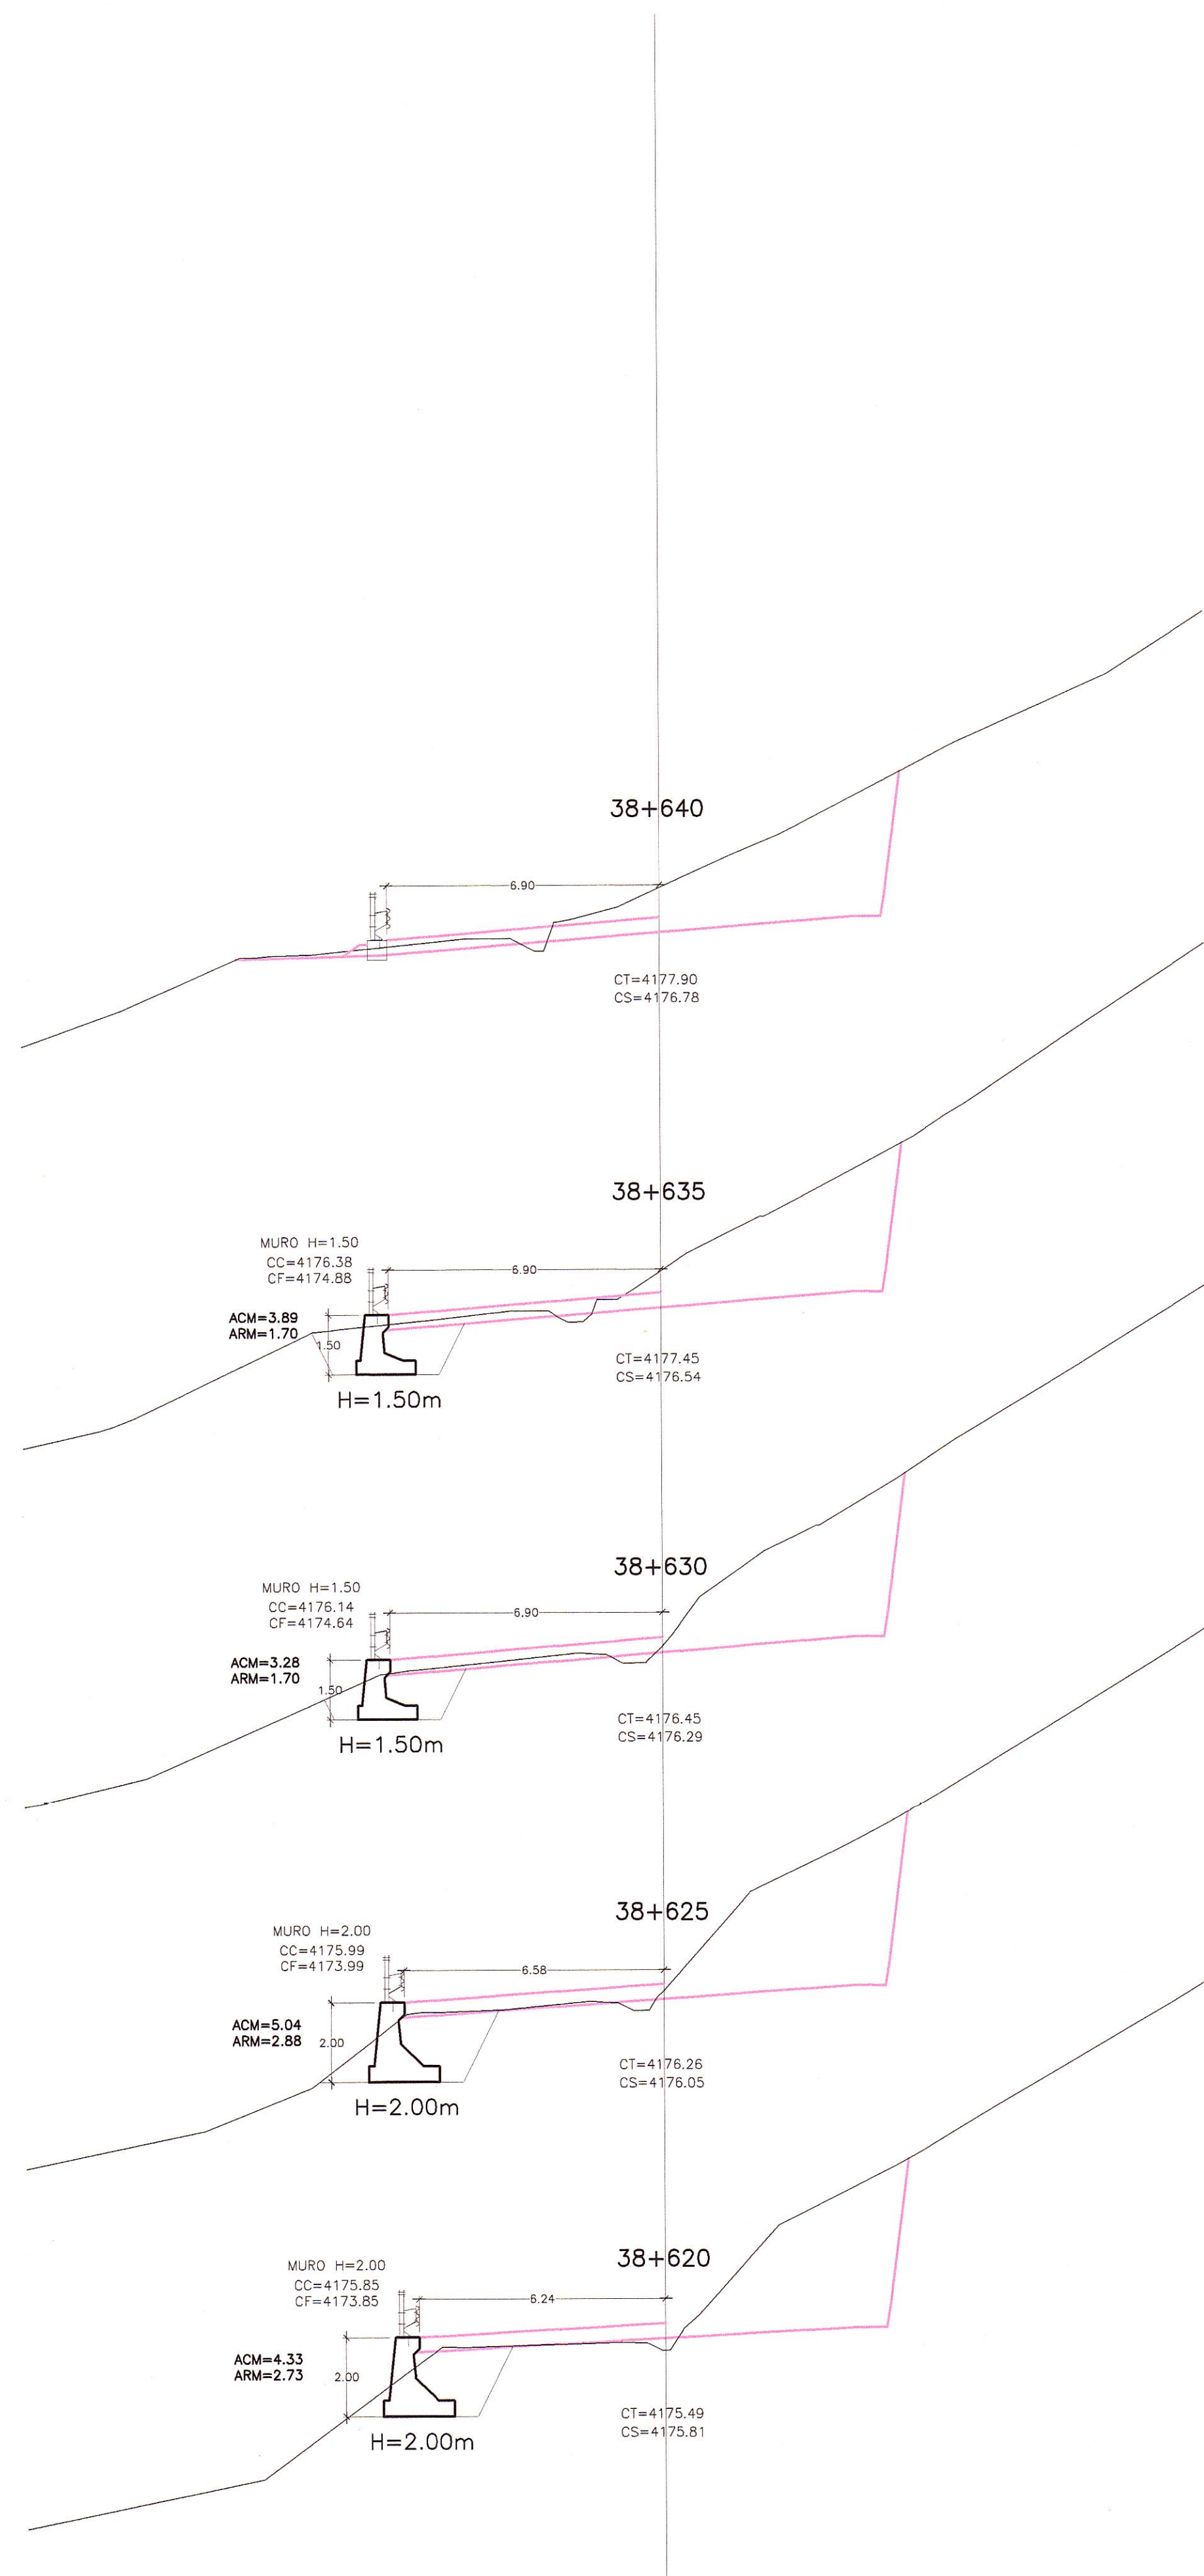 38+640
6.90
CT=4177.90
CS=4176.78
38+635
MURO H=1.50
CC=4176.38
CF=4174.88
6.90
ACM=3.89
ARM=1.70
1.50
CT=4177.45
CS=4176.54
H=1.50m
38+630
MURO H=1.50
CC=4176.14
CF=4174.64
6.90
ACM=3.28
ARM=1.70
1.50
CT=4176.45
CS=4176.29
H=1.50m
38+625
MURO H=2.00
CC=4175.99
CF=4173.99
6.58
ACM=5.04
ARM=2.88
2.00
CT=4176.26
CS=4176.05
H=2.00m
38+620
MURO H=2.00
CC=4175.85
CF=4173.85
6.24
ACM=4.33
ARM=2.73
2.00
CT=4175.49
CS=4175.81
H=2.00m